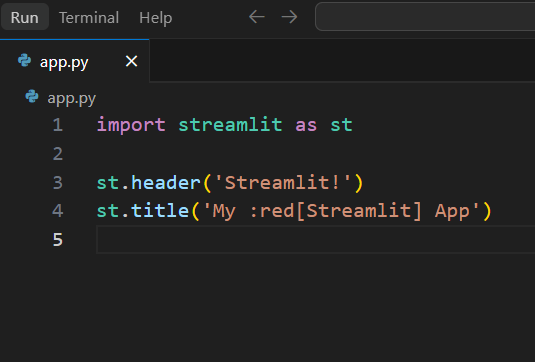 Run Terminal Help
app.py
app.py
1 import streamlit as st
2
3 st.header('Streamlit!')
4 st.title('My :red[Streamlit] App')
5